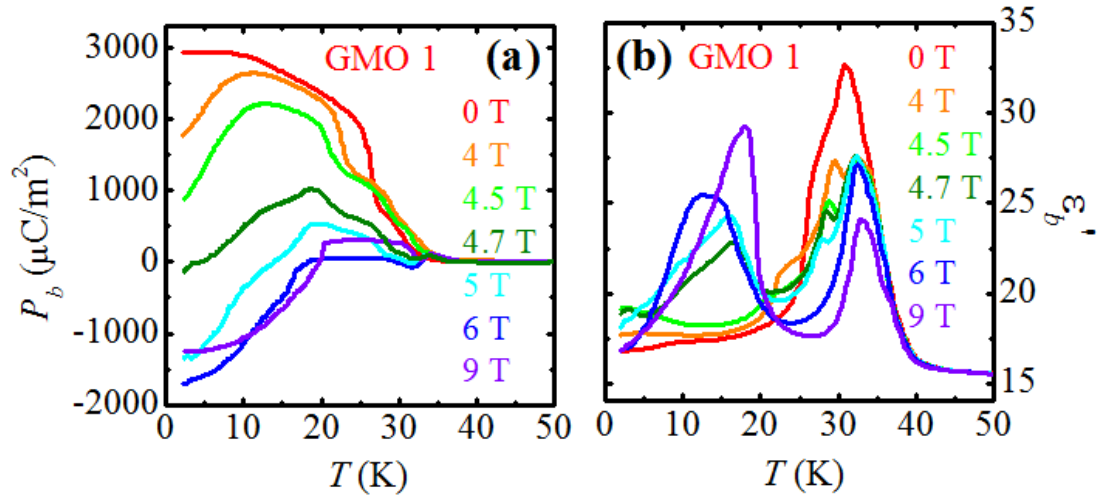 GMO 1 (a)
3000
2000
1000
0
-1000
-2000
P_b (μC/m²)
0 T
4 T
4.5 T
4.7 T
5 T
6 T
9 T
0 10 20 30 40 50
T (K)
(b) GMO 1
0 T
4 T
4.5 T
4.7 T
5 T
6 T
9 T
35
30
25
20
15
ε_b'
0 10 20 30 40 50
T (K)